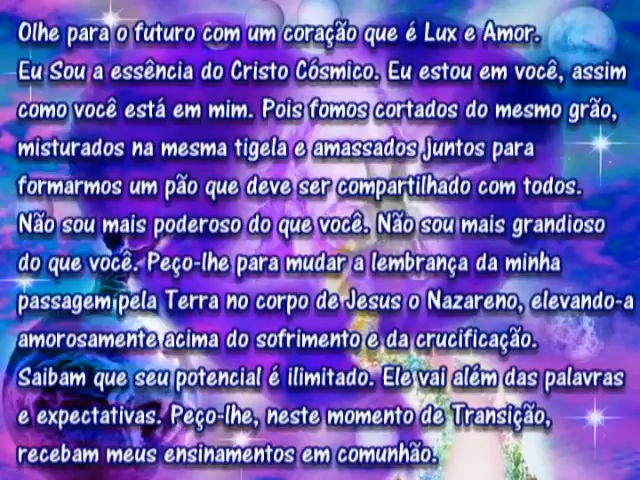 Olhe para o futuro com um coração que é Lux e Amor.
Eu Sou a essência do Cristo Cósmico. Eu estou em você, assim
como você está em mim. Pois fomos cortados do mesmo grão,
misturados na mesma tigela e amassados juntos para
formarmos um pão que deve ser compartilhado com todos.
Não sou mais poderoso do que você. Não sou mais grandioso
do que você. Peço-lhe para mudar a lembrança da minha
passagem pela Terra no corpo de Jesus o Nazareno, elevando-a
amorosamente acima do sofrimento e da crucificação.
Saibam que seu potencial é ilimitado. Ele vai além das palavras
e expectativas. Peço-lhe, neste momento de Transição,
recebam meus ensinamentos em comunhão.